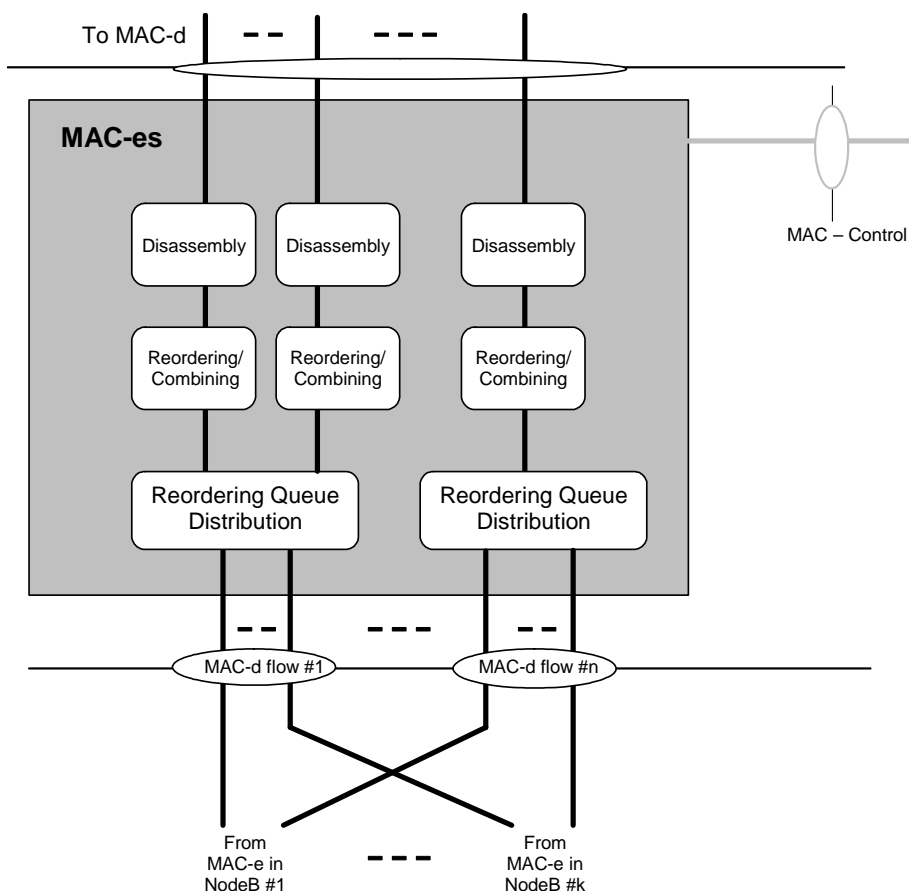 To MAC-d
MAC-es
MAC – Control
Disassembly
Disassembly
Disassembly
Reordering/
Combining
Reordering/
Combining
Reordering/
Combining
Reordering Queue
Distribution
Reordering Queue
Distribution
MAC-d flow #1
MAC-d flow #n
From
MAC-e in
NodeB #1
From
MAC-e in
NodeB #k